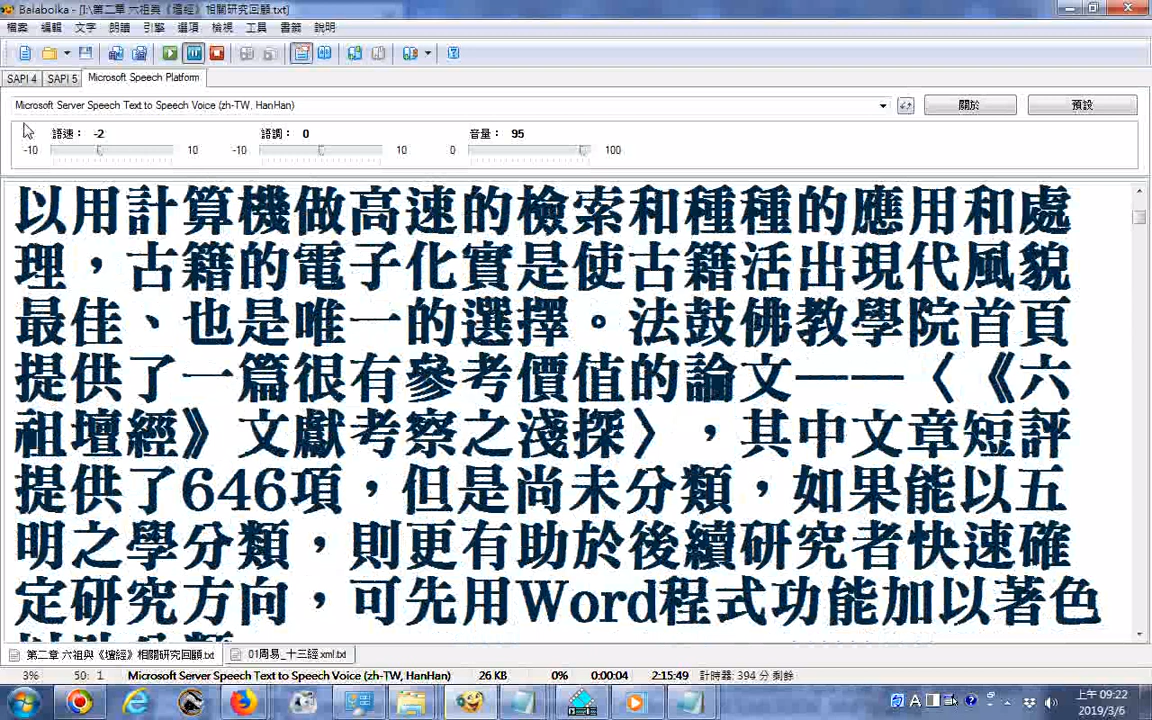 Balabolka - [I:\第二章 六祖與《壇經》相關研究回顧.txt]
檔案 編輯 文字 朗讀 引擎 選項 檢視 工具 書籤 說明
SAPI 4 SAPI 5 Microsoft Speech Platform
Microsoft Server Speech Text to Speech Voice (zh-TW, HanHan) 關於 預設
語速： -2 語調： 0 音量： 95
-10 10 -10 10 0 100
以用計算機做高速的檢索和種種的應用和處
理，古籍的電子化實是使古籍活出現代風貌
最佳、也是唯一的選擇。法鼓佛教學院首頁
提供了一篇很有參考價值的論文——〈《六
祖壇經》文獻考察之淺探〉，其中文章短評
提供了646項，但是尚未分類，如果能以五
明之學分類，則更有助於後續研究者快速確
定研究方向，可先用Word程式功能加以著色
以助分類
第二章 六祖與《壇經》相關研究回顧.txt 01周易_十三經.xml.txt
3% 50: 1 Microsoft Server Speech Text to Speech Voice (zh-TW, HanHan) 26 KB 0% 0:00:04 2:15:49 計時器: 394 分 剩餘
上午 09:22
2019/3/6